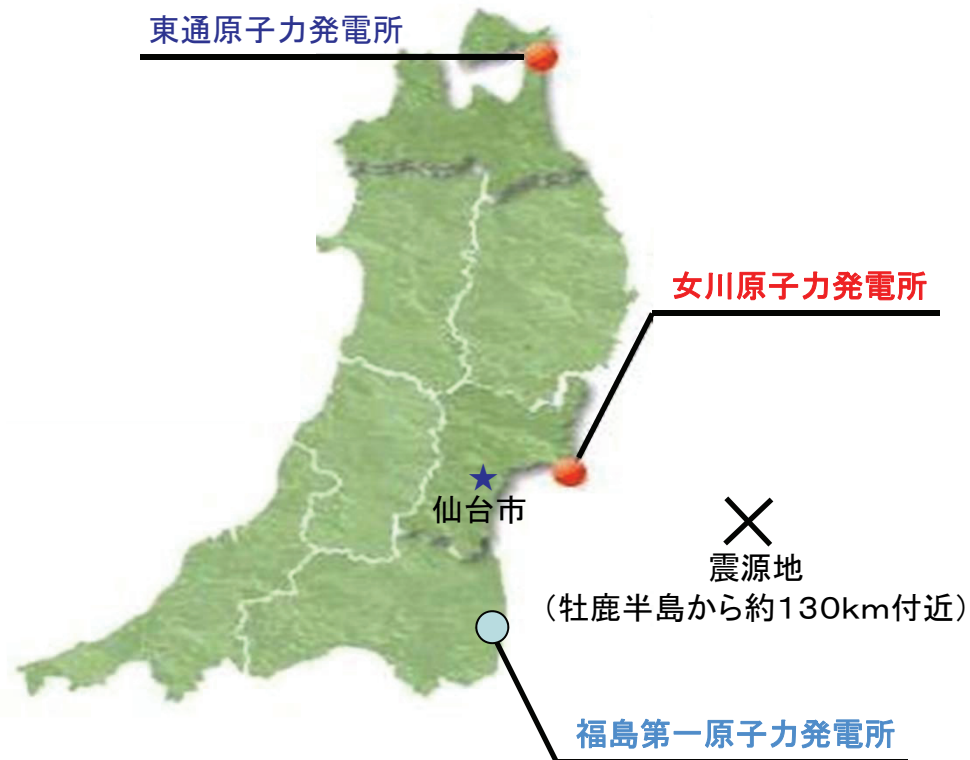 東通原子力発電所
女川原子力発電所
仙台市
震源地
(牡鹿半島から約130km付近)
福島第一原子力発電所